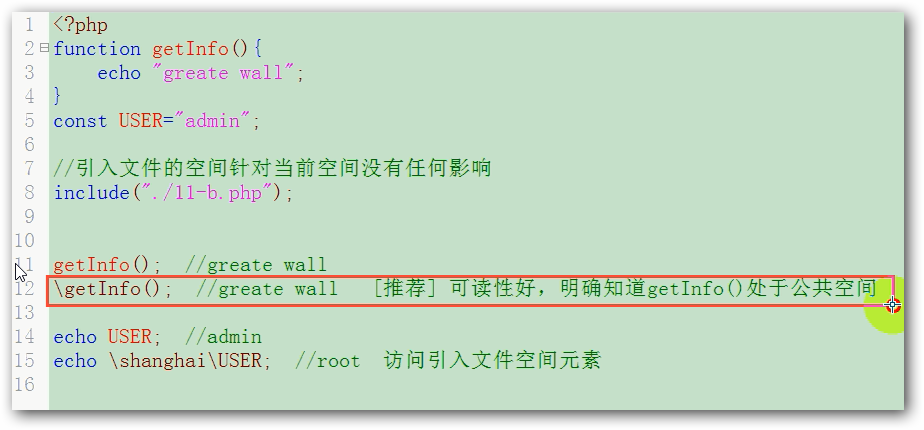 1 <?php
2 function getInfo(){
3 echo "greate wall";
4 }
5 const USER="admin";
6
7 //引入文件的空间针对当前空间没有任何影响
8 include("./11-b.php");
9
10
11 getInfo(); //greate wall
12 \getInfo(); //greate wall [推荐] 可读性好，明确知道getInfo()处于公共空间
13
14 echo USER; //admin
15 echo \shanghai\USER; //root 访问引入文件空间元素
16